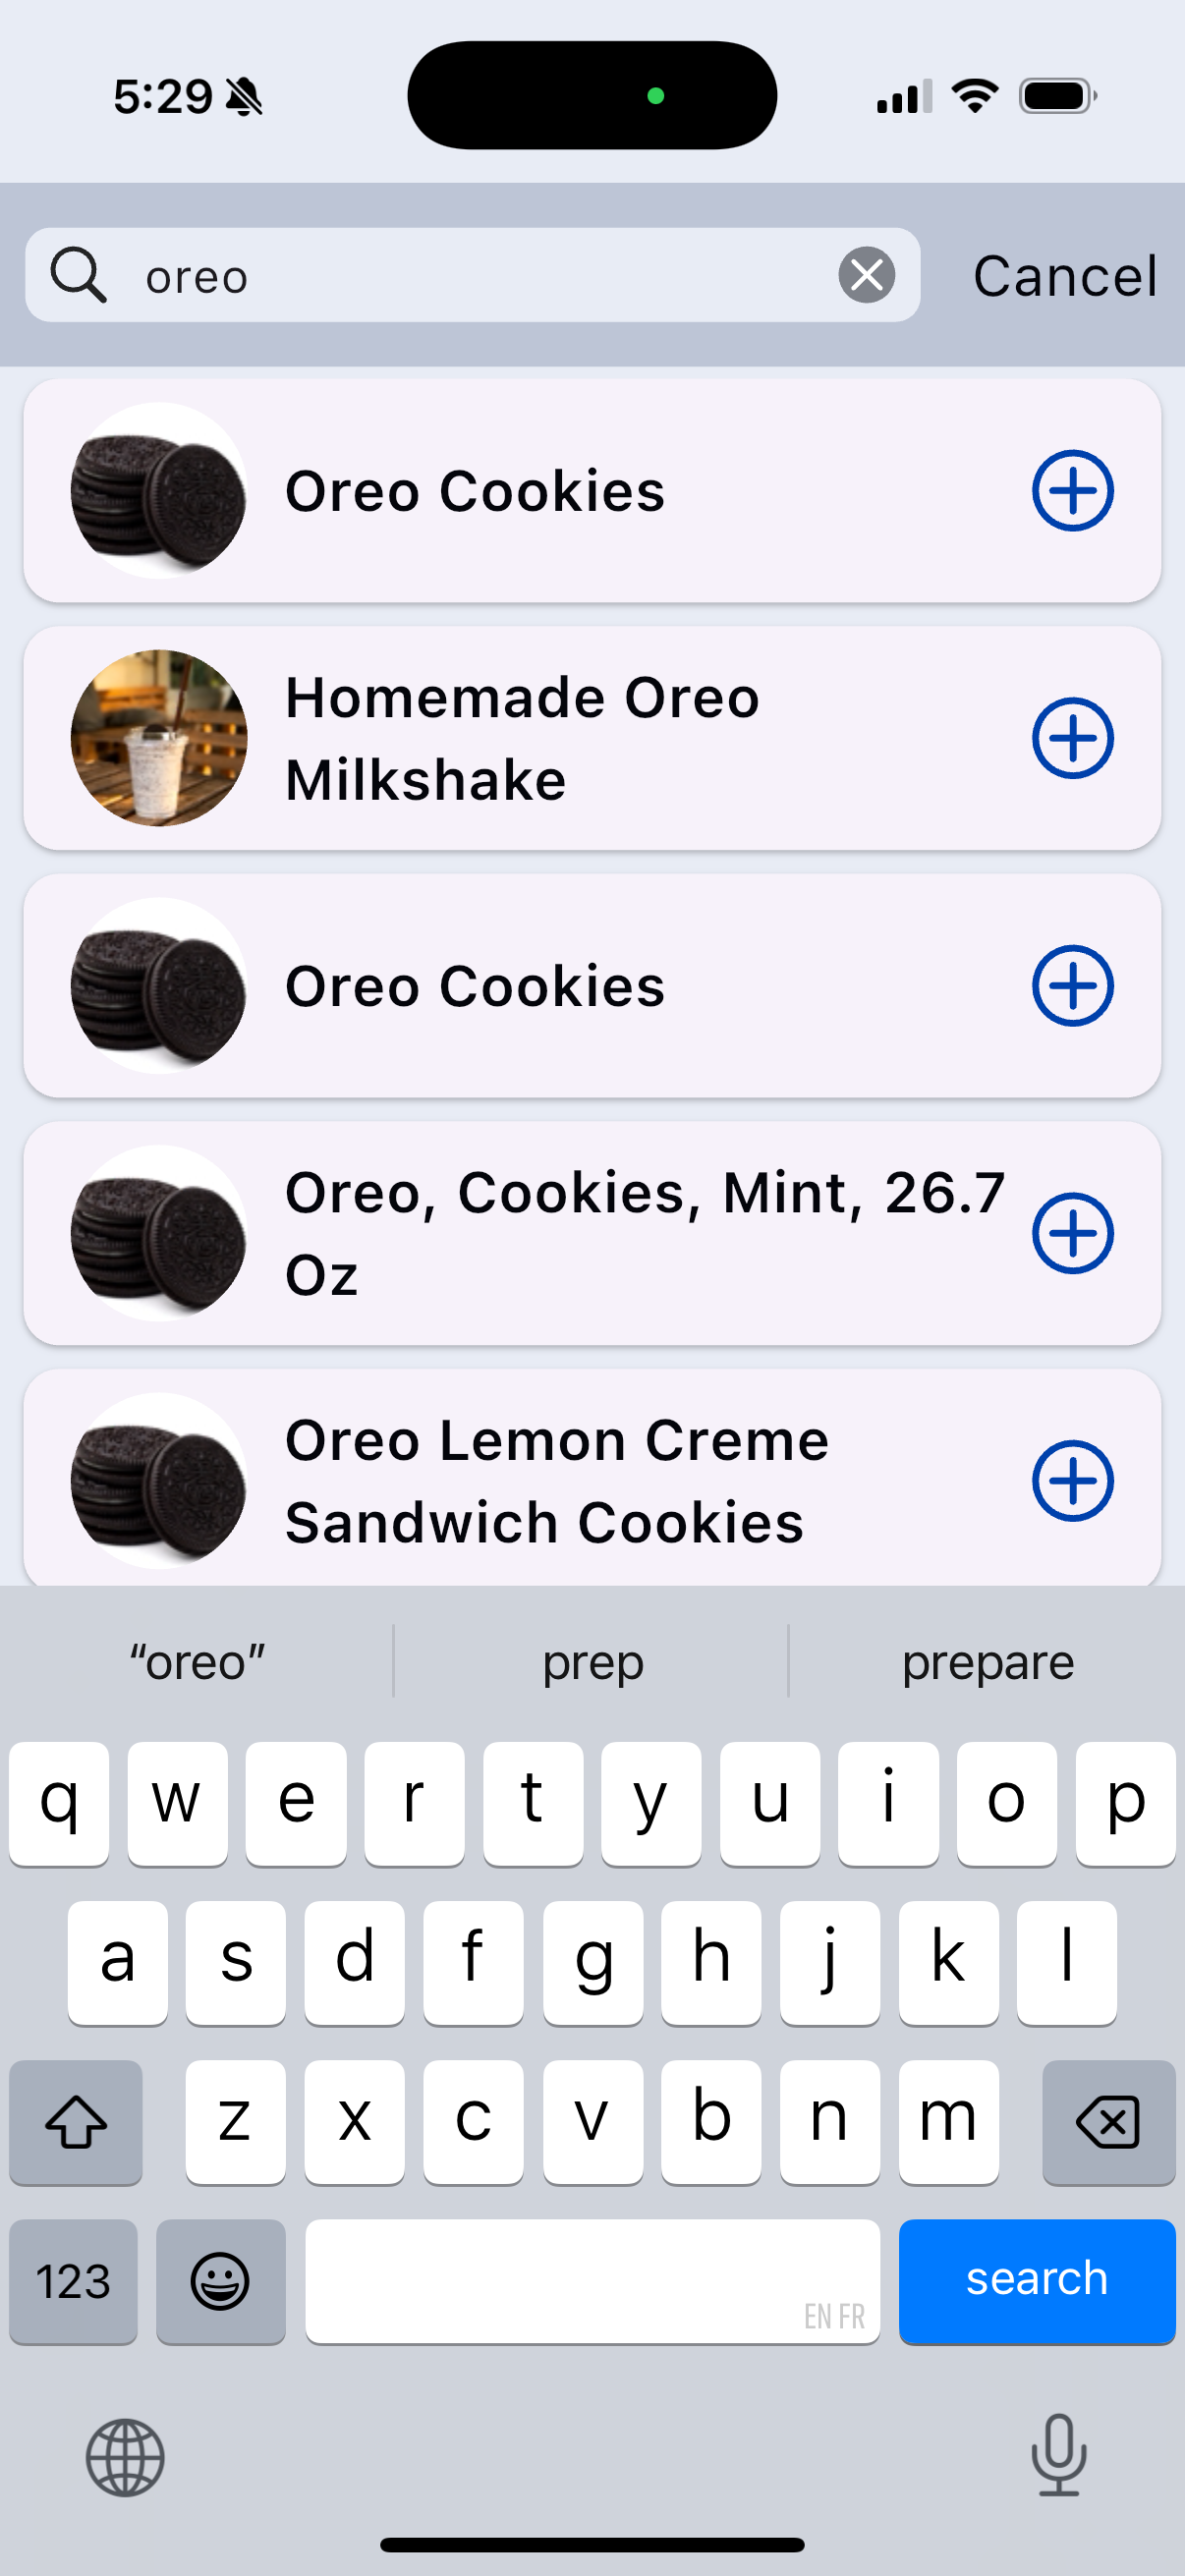 5:29
oreo
Cancel
Oreo Cookies
Homemade Oreo
Milkshake
Oreo Cookies
Oreo, Cookies, Mint, 26.7
Oz
Oreo Lemon Creme
Sandwich Cookies
“oreo” prep prepare
q w e r t y u i o p
a s d f g h j k l
z x c v b n m
123
EN FR
search